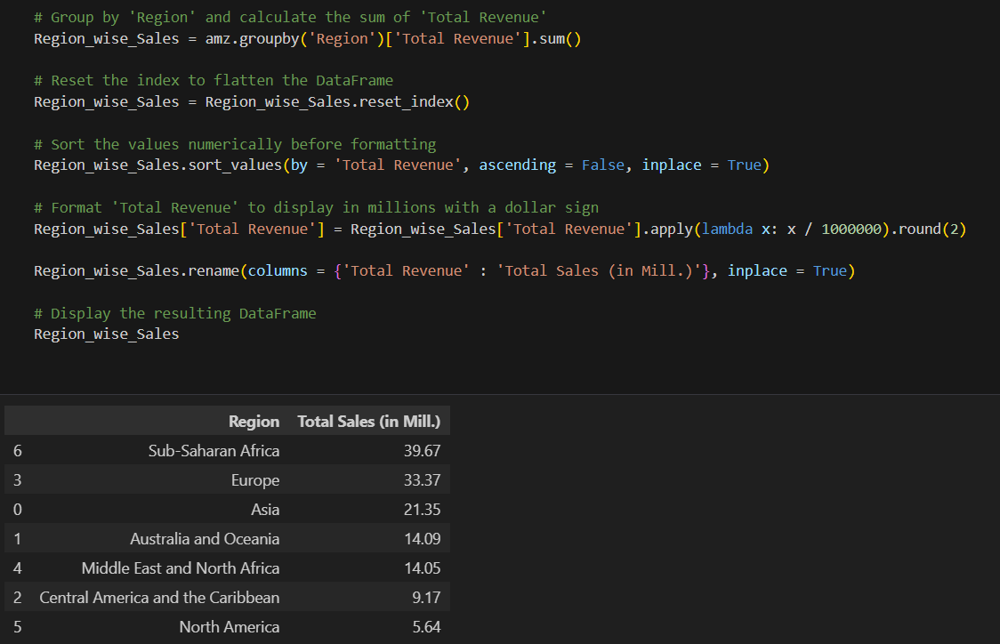 # Group by 'Region' and calculate the sum of 'Total Revenue'
Region_wise_Sales = amz.groupby('Region')['Total Revenue'].sum()
# Reset the index to flatten the DataFrame
Region_wise_Sales = Region_wise_Sales.reset_index()
# Sort the values numerically before formatting
Region_wise_Sales.sort_values(by = 'Total Revenue', ascending = False, inplace = True)
# Format 'Total Revenue' to display in millions with a dollar sign
Region_wise_Sales['Total Revenue'] = Region_wise_Sales['Total Revenue'].apply(lambda x: x / 1000000).round(2)
Region_wise_Sales.rename(columns = {'Total Revenue' : 'Total Sales (in Mill.)'}, inplace = True)
# Display the resulting DataFrame
Region_wise_Sales
Region Total Sales (in Mill.)
6 Sub-Saharan Africa 39.67
3 Europe 33.37
0 Asia 21.35
1 Australia and Oceania 14.09
4 Middle East and North Africa 14.05
2 Central America and the Caribbean 9.17
5 North America 5.64